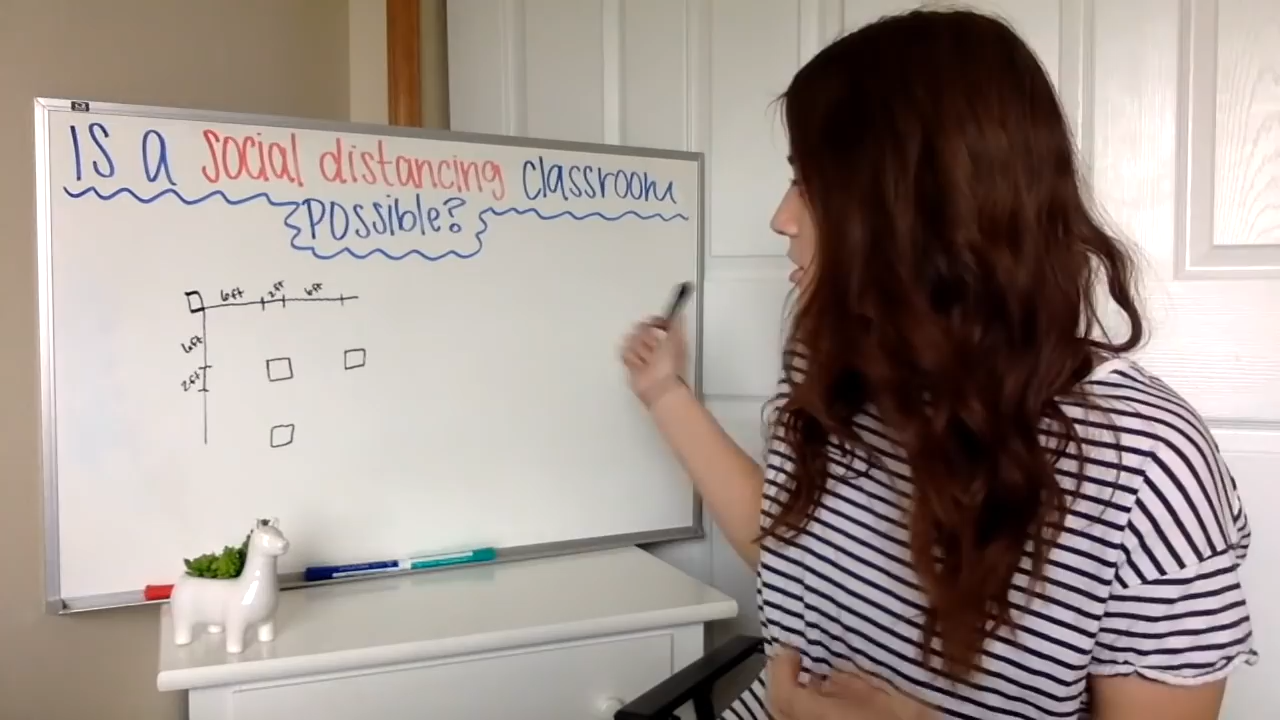 IS a social distancing classroom
Possible?
6ft 2ft 6ft
6ft
2ft